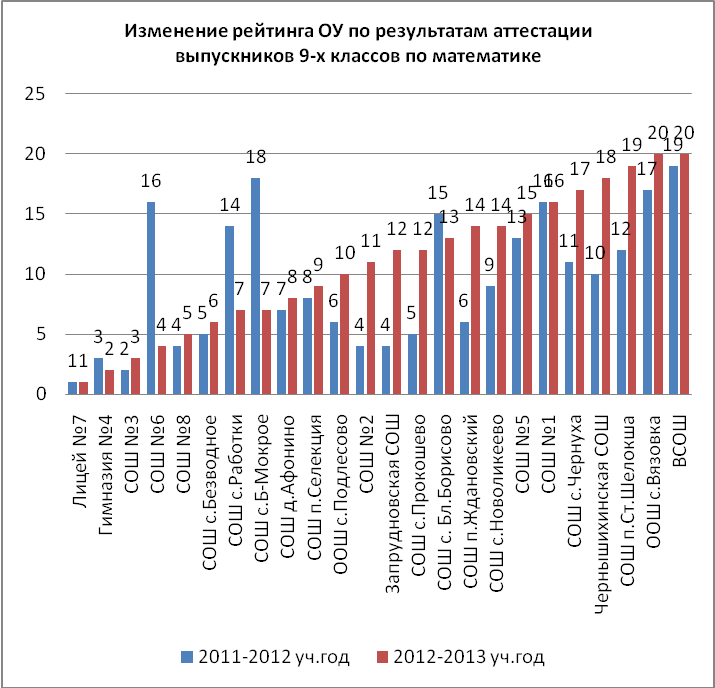 Изменение рейтинга ОУ по результатам аттестации
выпускников 9-х классов по математике
25
20
15
10
5
0
1 1
3 2
2 3
16 4
4 5
5 6
14 7
18 7
7 8
8 9
6 10
4 11
4 12
5 12
15 13
6 14
9 14
13 15
16 16
11 17
10 18
12 19
17 20
19 20
Лицей №7
Гимназия №4
СОШ №3
СОШ №6
СОШ №8
СОШ с.Безводное
СОШ с.Работки
СОШ с.Б-Мокрое
СОШ д.Афонино
СОШ п.Селекция
ООШ с.Подлесово
СОШ №2
Запрудновская СОШ
СОШ с.Прокошево
СОШ с. Бл.Борисово
СОШ п.Ждановский
СОШ с.Новоликеево
СОШ №5
СОШ №1
СОШ с.Чернуха
Чернышихинская СОШ
СОШ п.Ст.Шелокша
ООШ с.Вязовка
ВСОШ
2011-2012 уч.год 2012-2013 уч.год